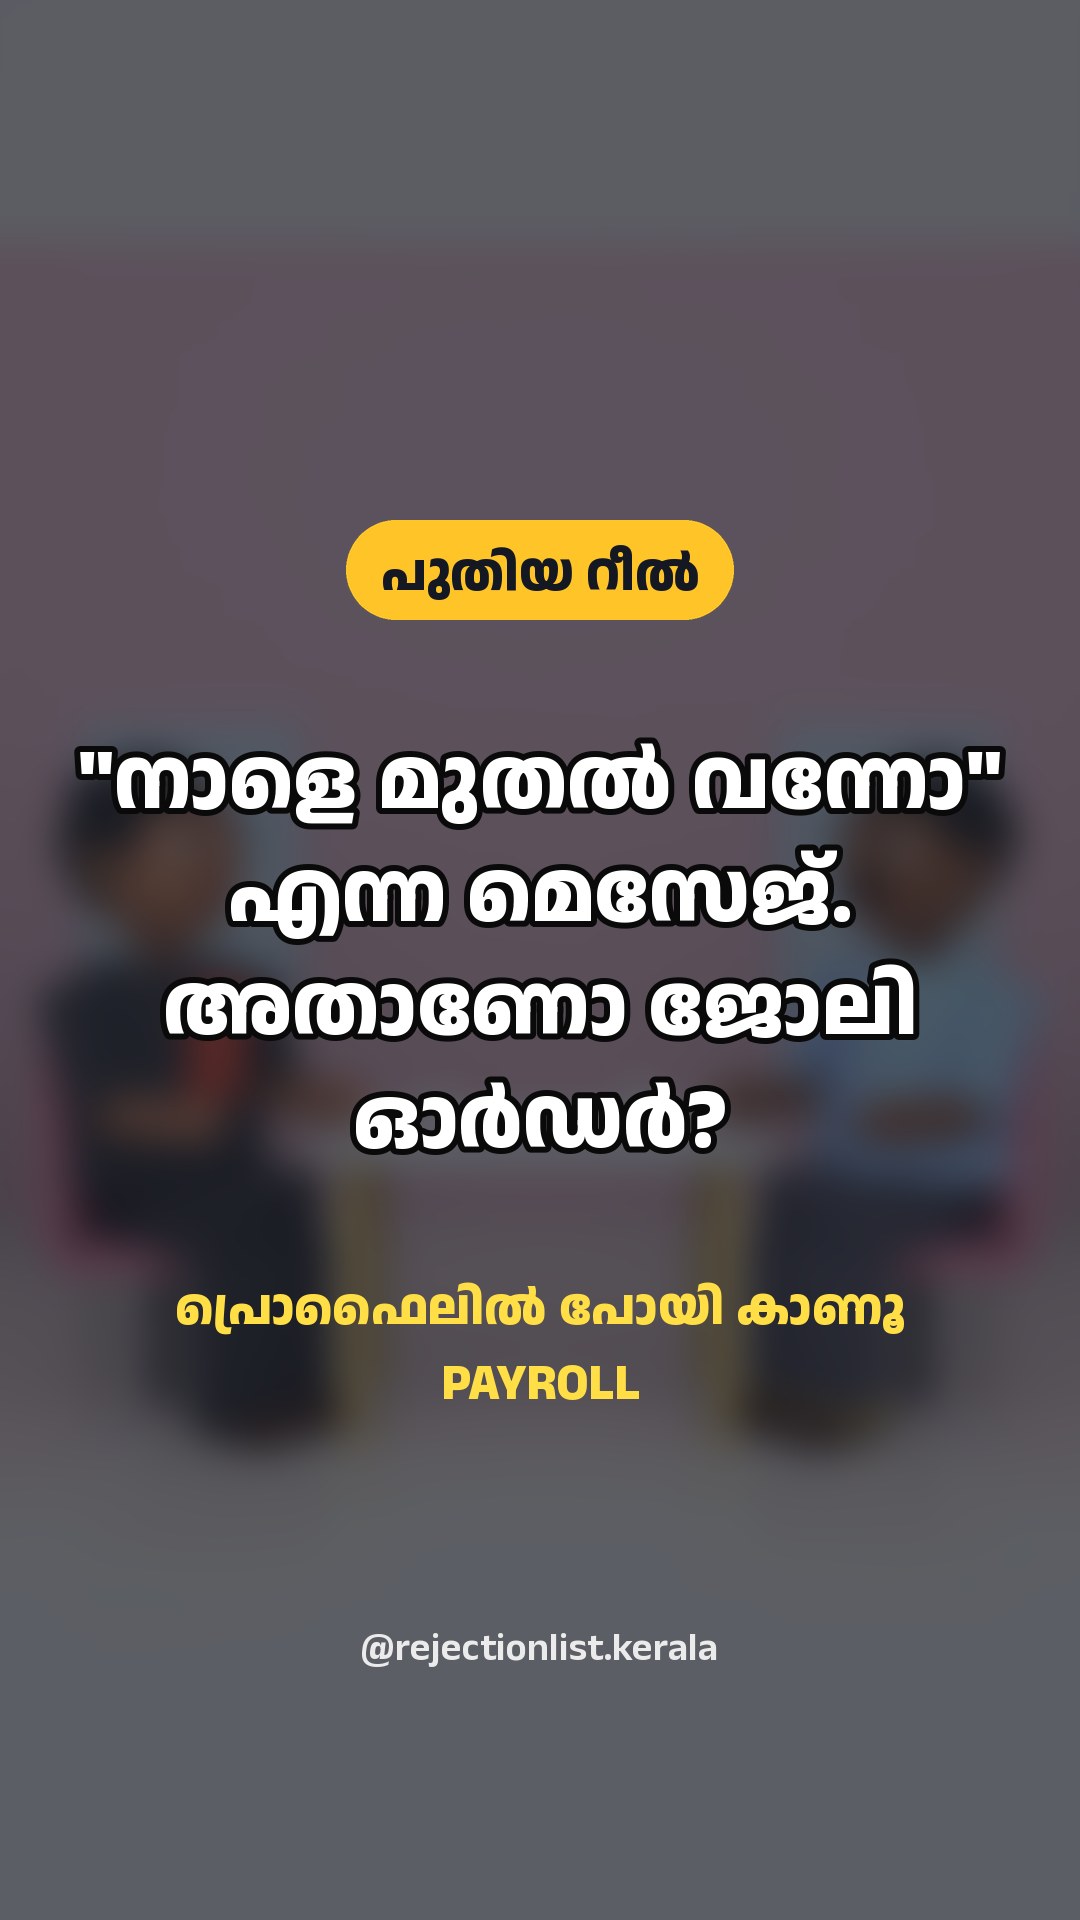 പുതിയ റീൽ
"നാളെ മുതൽ വന്നോ"
എന്ന മെസേജ്.
അതാണോ ജോലി
ഓർഡർ?
പ്രൊഫൈലിൽ പോയി കാണൂ
PAYROLL
@rejectionlist.kerala